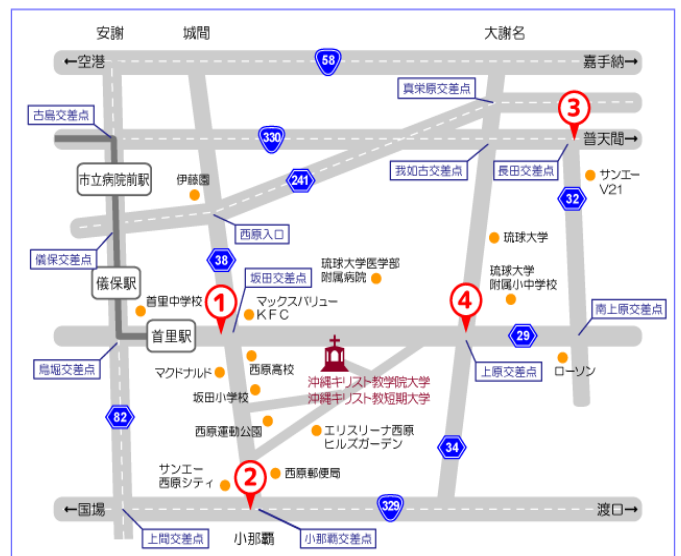 安謝
城間
大謝名
←空港
58
嘉手納→
真栄原交差点
古島交差点
3
330
普天間→
市立病院前駅
伊藤園
241
我如古交差点
長田交差点
サンエー
V21
32
西原入口
琉球大学
儀保交差点
38
坂田交差点
琉球大学医学部
附属病院
琉球大学
附属小中学校
儀保駅
首里中学校
1
マックスバリュー
KFC
4
南上原交差点
首里駅
29
鳥堀交差点
マクドナルド
西原高校
沖縄キリスト教学院大学
沖縄キリスト教短期大学
上原交差点
ローソン
坂田小学校
82
西原運動公園
エリスリーナ西原
ヒルズガーデン
34
サンエー
西原シティ
2
西原郵便局
←国場
329
渡口→
上間交差点
小那覇
小那覇交差点